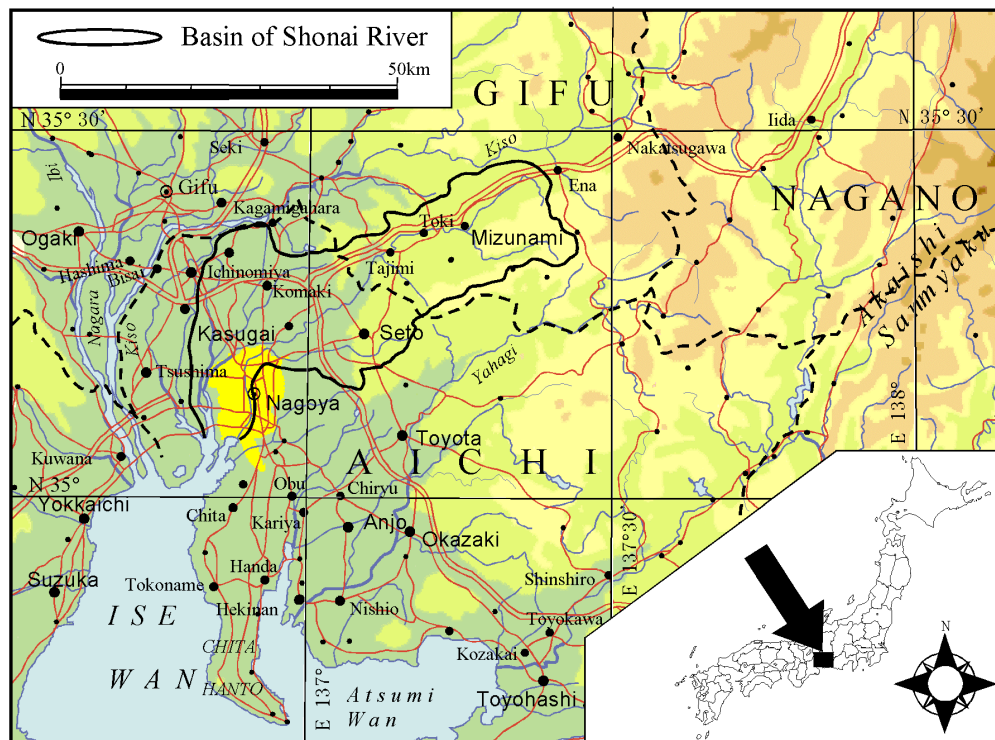 Basin of Shonai River
0
50km
GIFU
N 35° 30'
N 35° 30'
Iida
Seki
Kiso
Nakatsugawa
Ibi
Gifu
Ena
NAGANO
Kagamigahara
Toki
Mizunami
Ogaki
Hashima
Bisai
Ichinomiya
Tajimi
Komaki
Akaishi
Sanmyaku
Nagara
Kiso
Kasugai
Seto
Yahagi
Tsushima
Nagoya
E 138°
Toyota
Kuwana
AICHI
N 35°
Obu
Chiryu
Yokkaichi
Chita
Kariya
Anjo
Okazaki
E 137°30'
Suzuka
Tokoname
Handa
Shinshiro
Hekinan
Nishio
ISE
Toyokawa
CHITA
Kozakai
WAN
HANTO
E 137°
Atsumi
Wan
Toyohashi
N